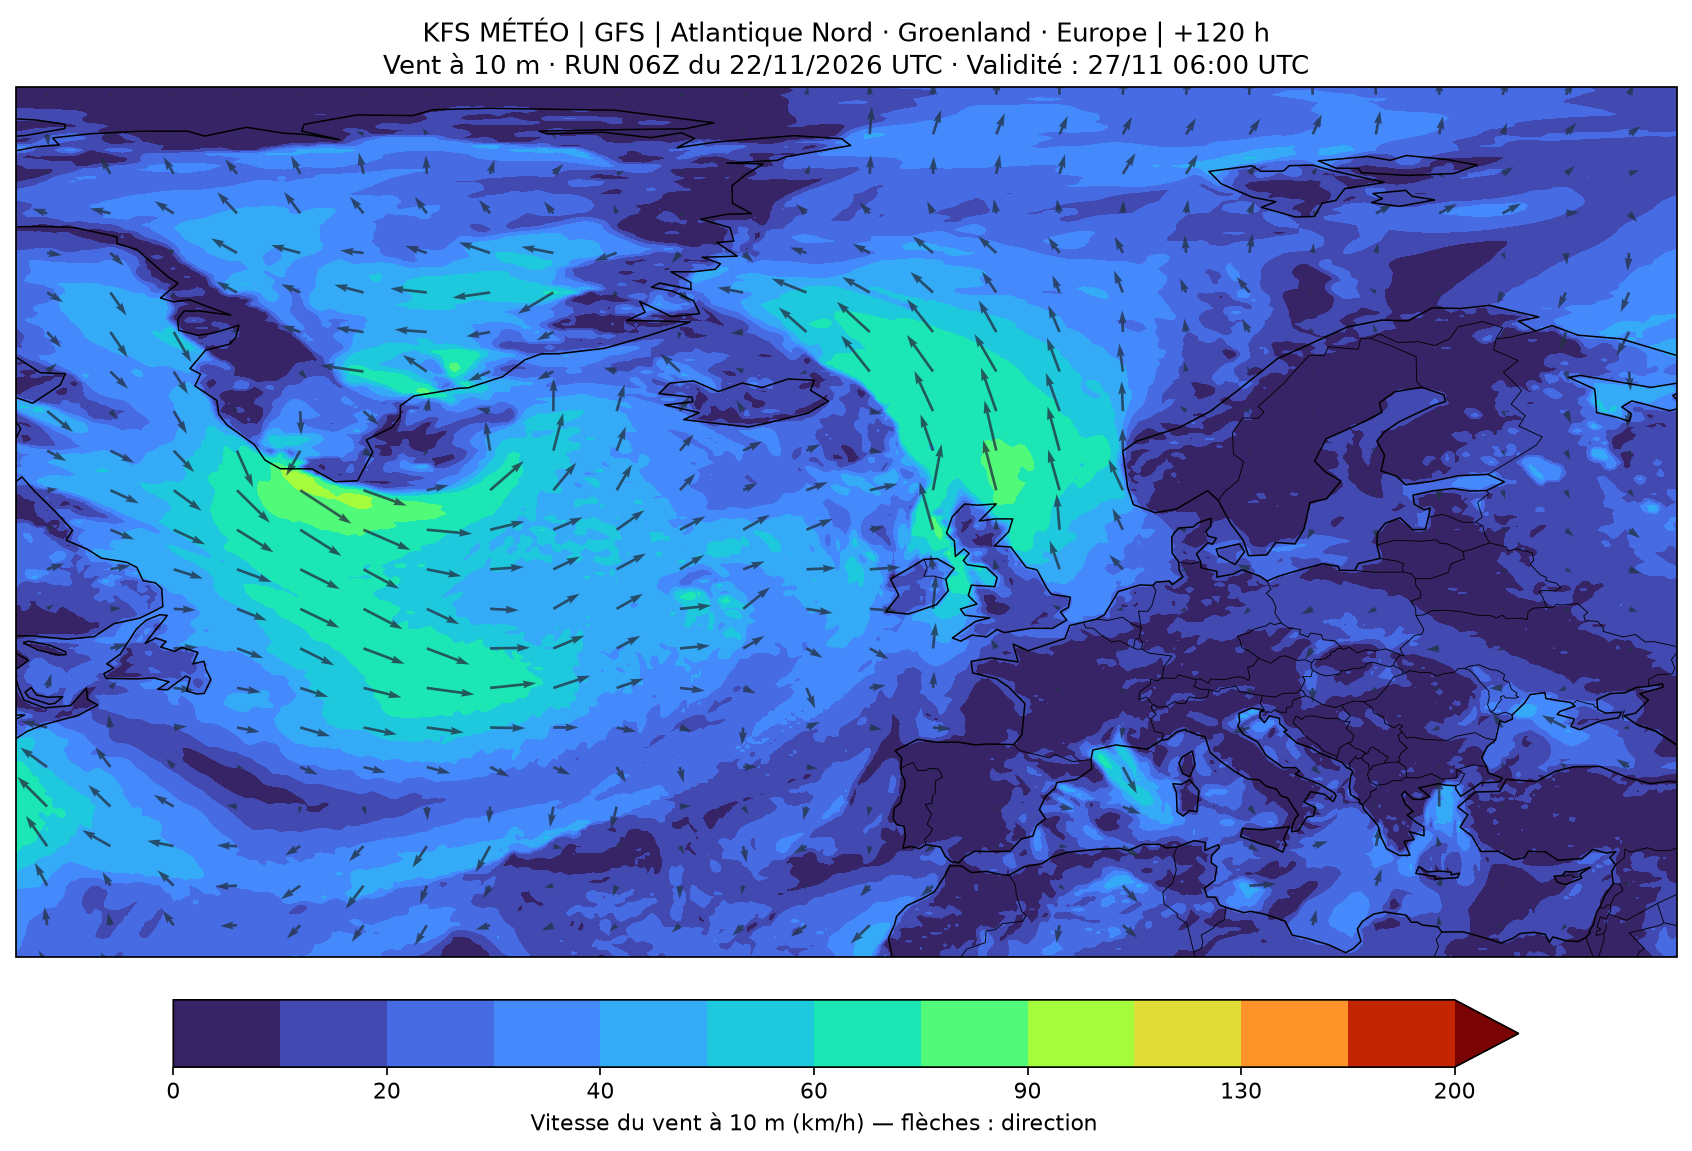 KFS MÉTÉO | GFS | Atlantique Nord · Groenland · Europe | +120 h
Vent à 10 m · RUN 06Z du 22/11/2026 UTC · Validité : 27/11 06:00 UTC
0 20 40 60 90 130 200
Vitesse du vent à 10 m (km/h) — flèches : direction